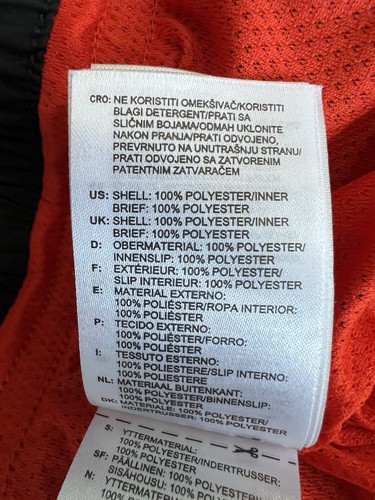 CRO: NE KORISTITI OMEKŠIVAČ/KORISTITI
BLAGI DETERGENT/PRATI SA
SLIČNIM BOJAMA/ODMAH UKLONITE
NAKON PRANJA/PRATI ODVOJENO,
PREVRNUTO NA UNUTRAŠNJU STRANU/
PRATI ODVOJENO SA ZATVORENIM
PATENTNIM ZATVARAČEM
US: SHELL: 100% POLYESTER/INNER
BRIEF: 100% POLYESTER
UK: SHELL: 100% POLYESTER/INNER
BRIEF: 100% POLYESTER
D: OBERMATERIAL: 100% POLYESTER/
INNENSLIP: 100% POLYESTER
F: EXTÉRIEUR: 100% POLYESTER/
SLIP INTERIEUR: 100% POLYESTER
E: MATERIAL EXTERNO:
100% POLIÉSTER/ROPA INTERIOR:
100% POLIÉSTER
P: TECIDO EXTERNO:
100% POLIÉSTER/FORRO:
100% POLIÉSTER
I: TESSUTO ESTERNO:
100% POLIESTERE/SLIP INTERNO:
100% POLIESTERE
NL: MATERIAAL BUITENKANT:
100% POLYESTER/BINNENSLIP:
100% POLYESTER
DK: MATERIALE: 100% POLYESTER/
INDERTRUSSER: 100% POLYESTER
S: YTTERMATERIAL:
100% POLYESTER/INDERTRUSSER:
100% POLYESTER
SF: PÄÄLLINEN: 100% POLYESTER/
SISÄHOUSU: 100% POLYESTER
N: YTTERMATERIAL: